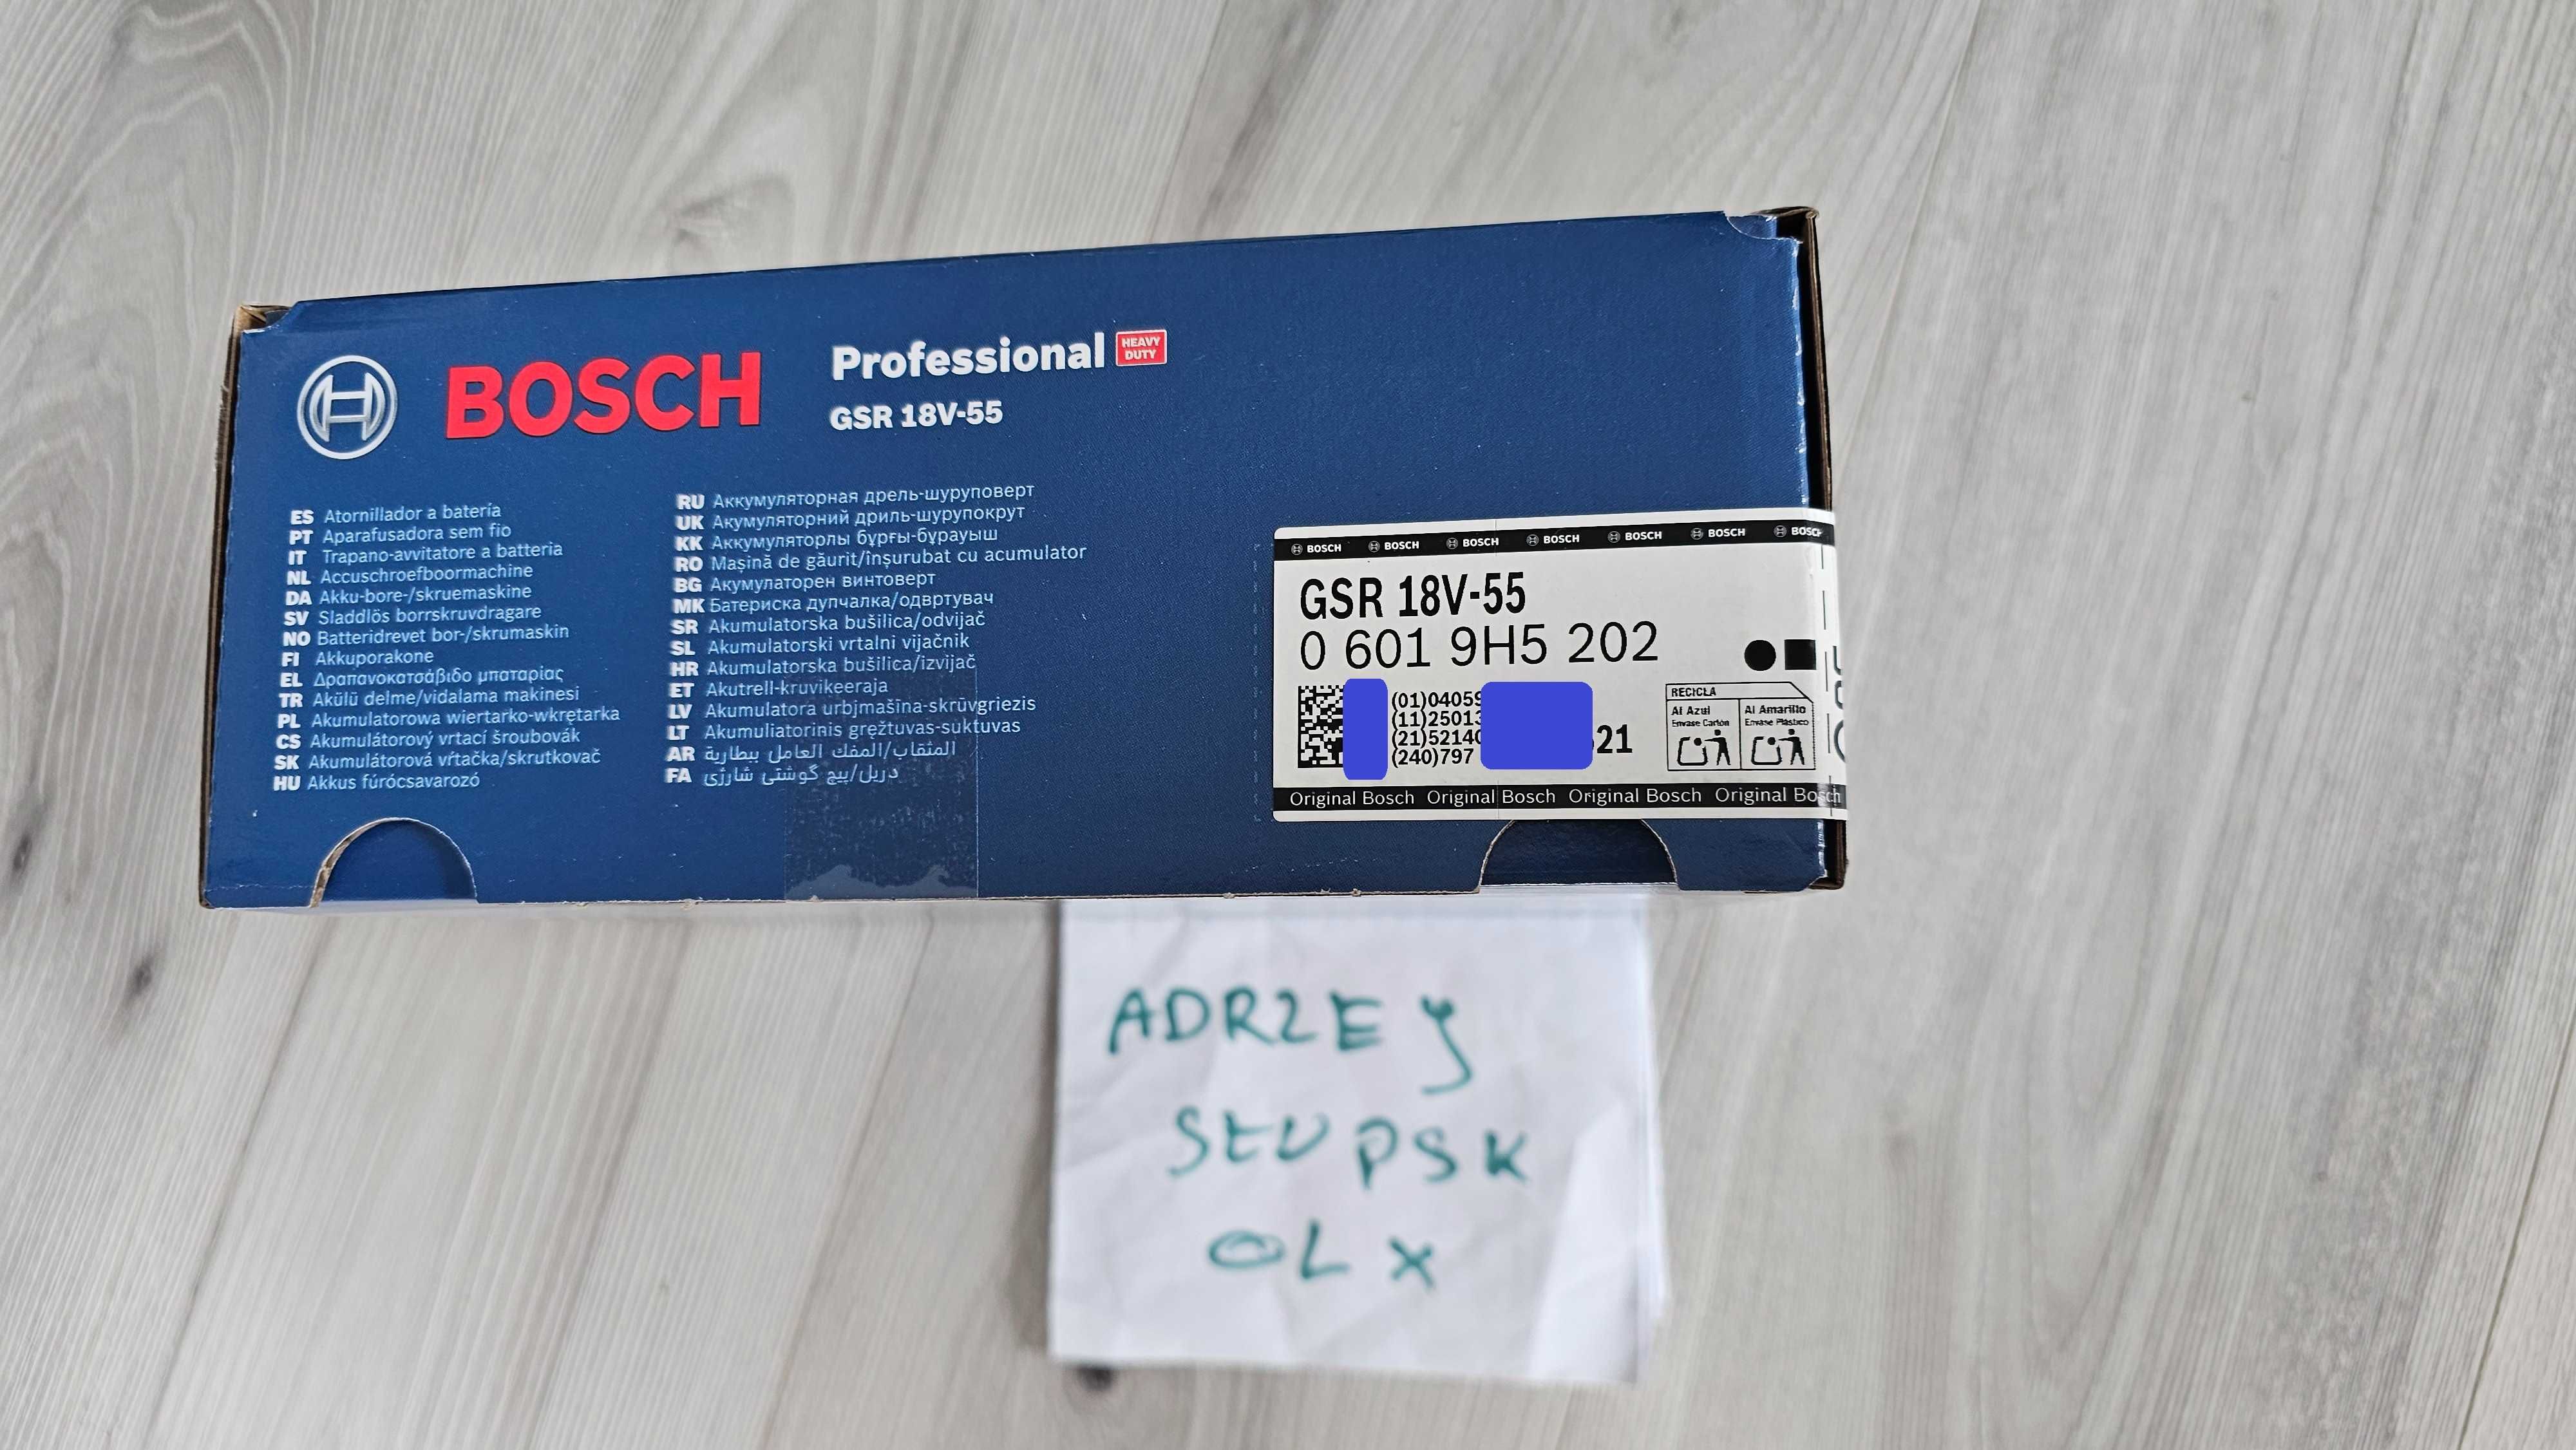 BOSCH
Professional HEAVY DUTY
GSR 18V-55
ES Atornillador a batería
PT Aparafusadora sem fio
IT Trapano-avvitatore a batteria
NL Accuschroefboormachine
DA Akku-bore-/skruemaskine
SV Sladdlös borrskruvdragare
NO Batteridrevet bor-/skrumaskin
FI Akkuporakone
EL Δραπανοκατσάβιδο μπαταρίας
TR Akülü delme/vidalama makinesi
PL Akumulatorowa wiertarko-wkrętarka
CS Akumulátorový vrtací šroubovák
SK Akumulátorová vŕtačka/skrutkovač
HU Akkus fúrócsavarozó
RU Аккумуляторная дрель-шуруповерт
UK Акумуляторний дриль-шурупокрут
KK Аккумуляторлы бұрғы-бұрауыш
RO Mașină de găurit/înșurubat cu acumulator
BG Акумулаторен винтоверт
MK Батериска дупчалка/одвртувач
SR Akumulatorska bušilica/odvijač
SL Akumulatorski vrtalni vijačnik
HR Akumulatorska bušilica/izvijač
ET Akutrell-kruvikeeraja
LV Akumulatora urbjmašīna-skrūvgriezis
LT Akumuliatorinis gręžtuvas-suktuvas
AR المثقاب/المفك العامل ببطارية
FA دریل/پیچ گوشتی شارژی
BOSCH BOSCH BOSCH BOSCH BOSCH BOSCH BOSCH
GSR 18V-55
0 601 9H5 202
(01)04059
(11)25013
(21)52140
(240)797
21
RECICLA
Al Azul
Envase Cartón
Al Amarillo
Envase Plástico
Original Bosch Original Bosch Original Bosch Original Bosch
ADRZEJ
SŁUPSK
OLX